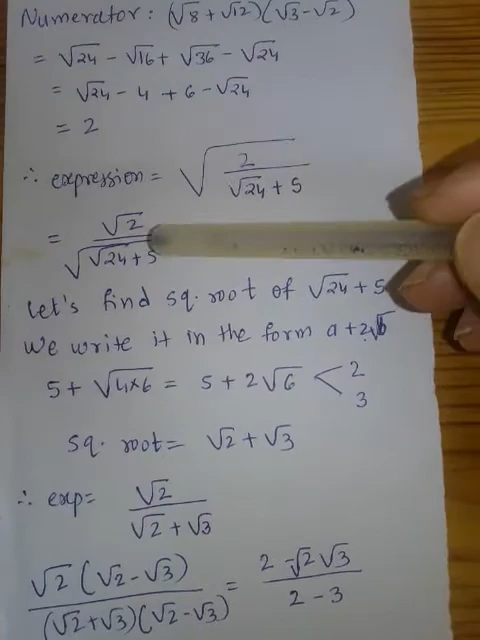 Numerator: (√8 + √12)(√3 - √2)
= √24 - √16 + √36 - √24
= √24 - 4 + 6 - √24
= 2
∴ expression = √(2/(√24 + 5))
= √2/√(√24 + 5)
Let's find sq. root of √24 + 5
We write it in the form a + 2√b
5 + √(4×6) = 5 + 2√6 < 2
3
sq. root = √2 + √3
∴ exp = √2/(√2 + √3)
√2(√2 - √3)/((√2 + √3)(√2 - √3)) = (2 - √2√3)/(2 - 3)